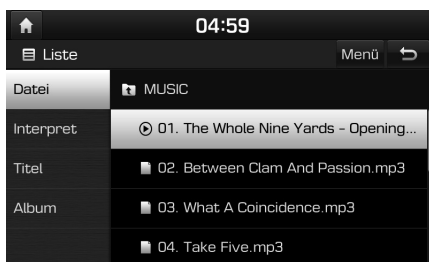 04:59
Liste
Menü
Datei
MUSIC
Interpret
01. The Whole Nine Yards - Opening...
Titel
02. Between Clam And Passion.mp3
Album
03. What A Coincidence.mp3
04. Take Five.mp3